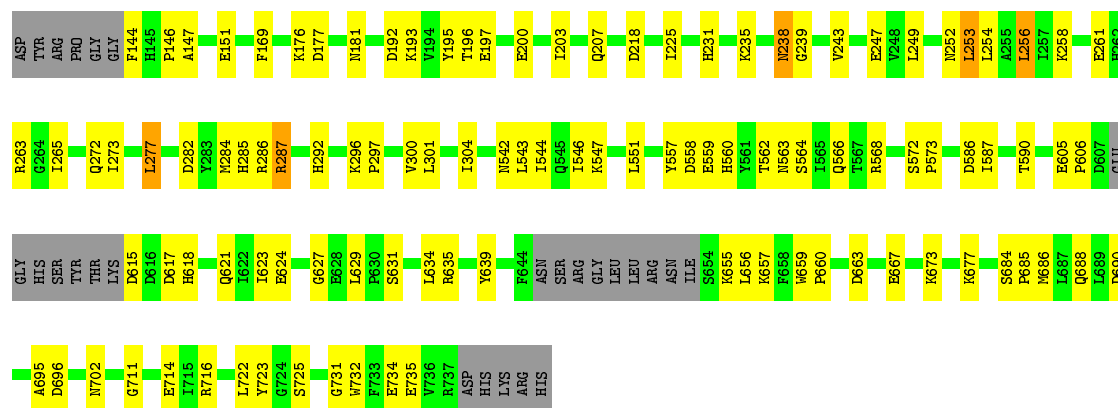 ASP TYR ARG PRO GLY GLY F144 H145 P146 A147 E151 F169 K176 D177 N181 D192 K193 V194 Y195 T196 E197 E200 I203 Q207 D218 I225 H231 K235 N238 G239 V243 E247 V248 L249 N252 L253 L254 A255 L256 I257 K258 E261 H262
R263 G264 I265 Q272 I273 L277 D282 Y283 M284 H285 R286 R287 H292 K296 P297 V300 L301 I304 N542 L543 I544 Q545 I546 K547 L551 Y557 D558 E559 H560 Y561 T562 N563 S564 I565 Q566 T567 R568 S572 P573 D586 I587 T590 E605 P606 D607 GLU
GLY HIS SER TYR THR LYS D615 D616 D617 H618 Q621 I622 I623 E624 G627 E628 L629 P630 S631 L634 R635 Y639 F644 ASN SER ARG GLY LEU LEU ARG ASN ILE S654 K655 L656 K657 F658 W659 P660 D663 E667 K673 K677 S684 P685 M686 L687 Q688 L689 D690
A695 D696 N702 G711 E714 I715 R716 L722 Y723 G724 S725 G731 W732 F733 E734 E735 V736 R737 ASP HIS LYS ARG HIS